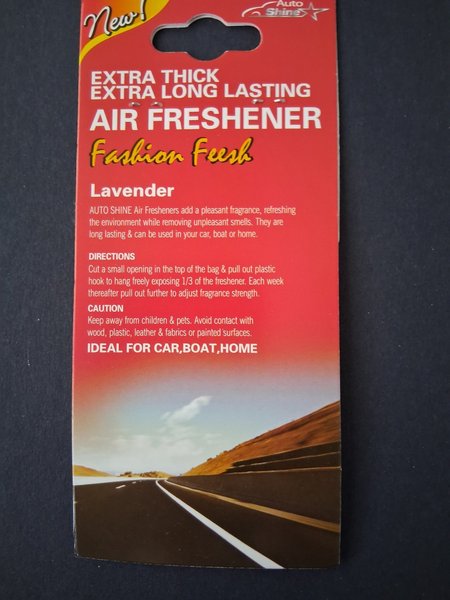 New!
Auto
Shine
EXTRA THICK
EXTRA LONG LASTING
AIR FRESHENER
Fashion Feesh
Lavender
AUTO SHINE Air Fresheners add a pleasant fragrance, refreshing
the environment while removing unpleasant smells. They are
long lasting & can be used in your car, boat or home.
DIRECTIONS
Cut a small opening in the top of the bag & pull out plastic
hook to hang freely exposing 1/3 of the freshener. Each week
thereafter pull out further to adjust fragrance strength.
CAUTION
Keep away from children & pets. Avoid contact with
wood, plastic, leather & fabrics or painted surfaces.
IDEAL FOR CAR,BOAT,HOME